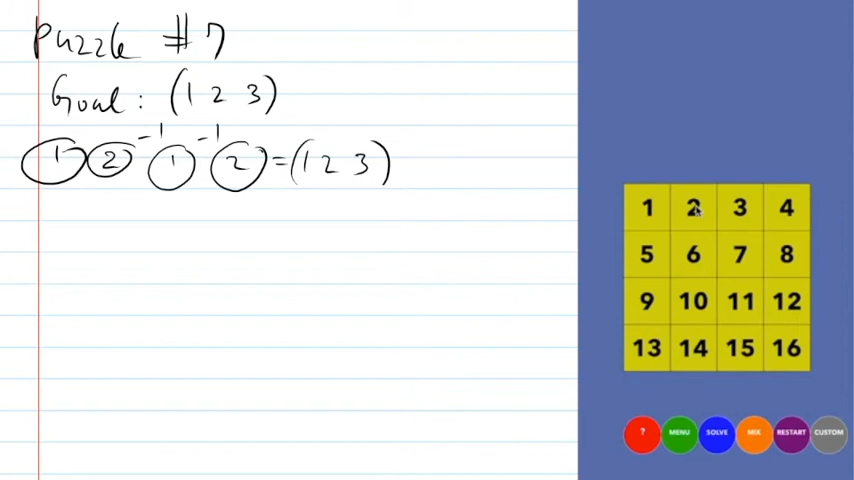 Puzzle #7
Goal: (1 2 3)
① ②⁻¹ ①⁻¹ ② = (1 2 3)
1 2 3 4
5 6 7 8
9 10 11 12
13 14 15 16
? MENU SOLVE MIX RESTART CUSTOM